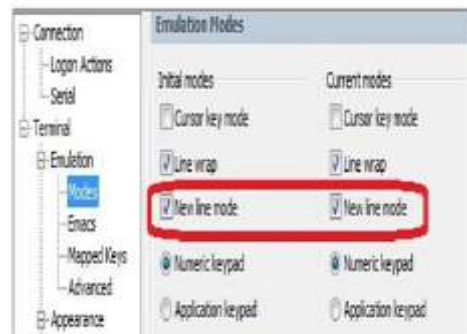 Connection
Logon Actions
Serial
Terminal
Emulation
Modes
Emacs
Mapped Keys
Advanced
Appearance
Emulation Modes
Initial modes
Current modes
Cursor key mode
Cursor key mode
Line wrap
Line wrap
New line mode
New line mode
Numeric keypad
Numeric keypad
Application keypad
Application keypad